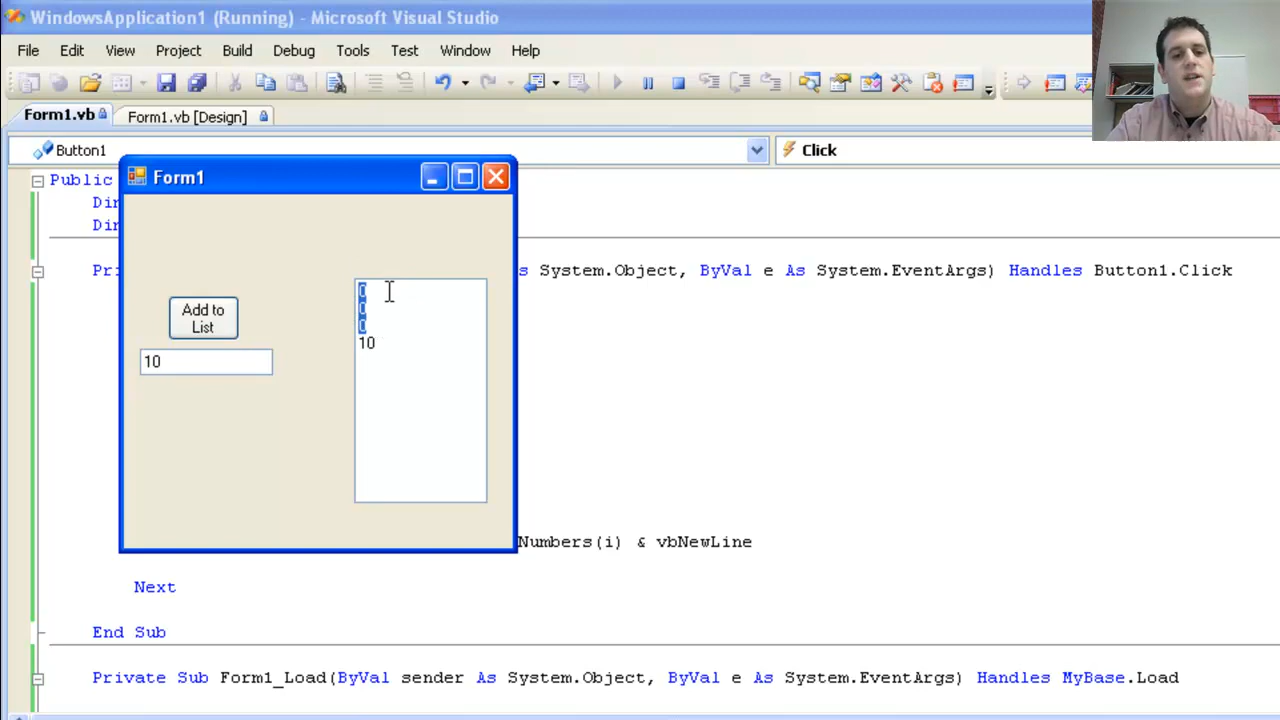 WindowsApplication1 (Running) - Microsoft Visual Studio
File Edit View Project Build Debug Tools Test Window Help
Form1.vb Form1.vb [Design]
Button1 Click
Public
Form1
Dim
Dim
Pri s System.Object, ByVal e As System.EventArgs) Handles Button1.Click
0
Add to
0
List
0
10
10
Numbers(i) & vbNewLine
Next
End Sub
Private Sub Form1_Load(ByVal sender As System.Object, ByVal e As System.EventArgs) Handles MyBase.Load